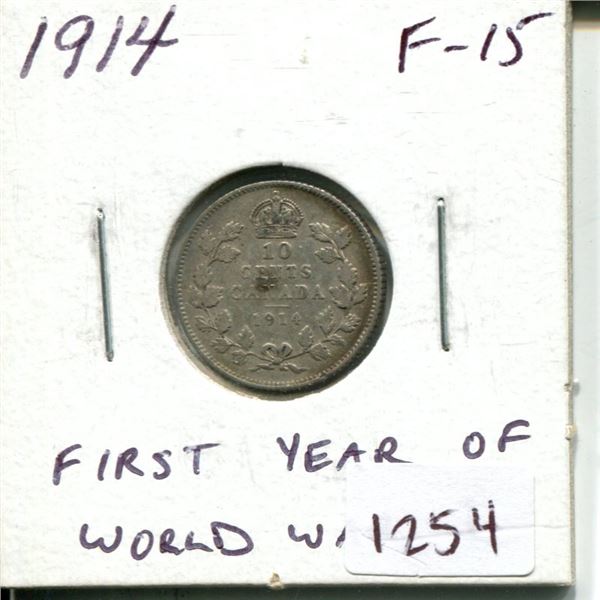 1914 F-15
10
CENTS
CANADA
1914
FIRST YEAR OF
WORLD
1254